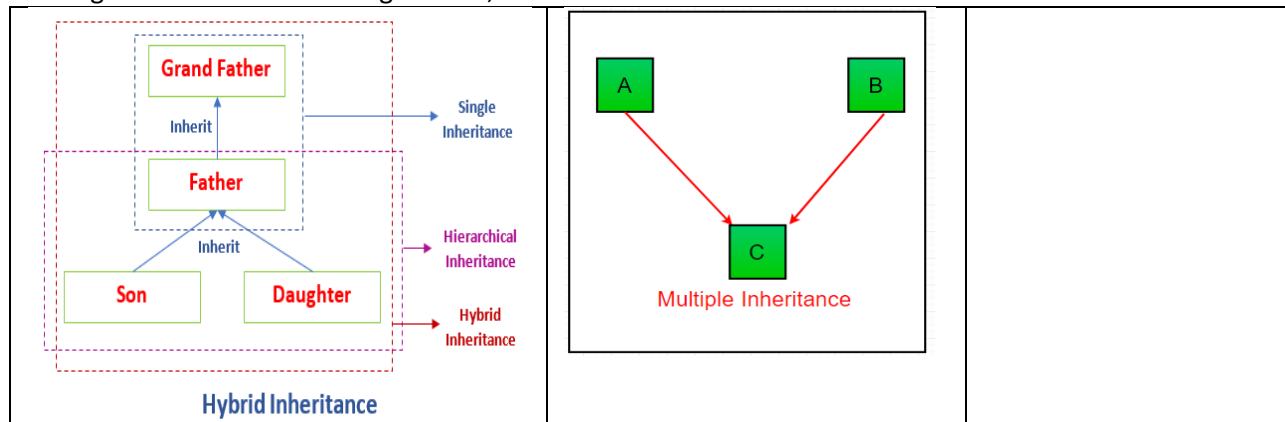 Grand Father
Single
Inheritance
Inherit
Father
Hierarchical
Inheritance
Inherit
Son
Daughter
Hybrid
Inheritance
Hybrid Inheritance
A
B
C
Multiple Inheritance